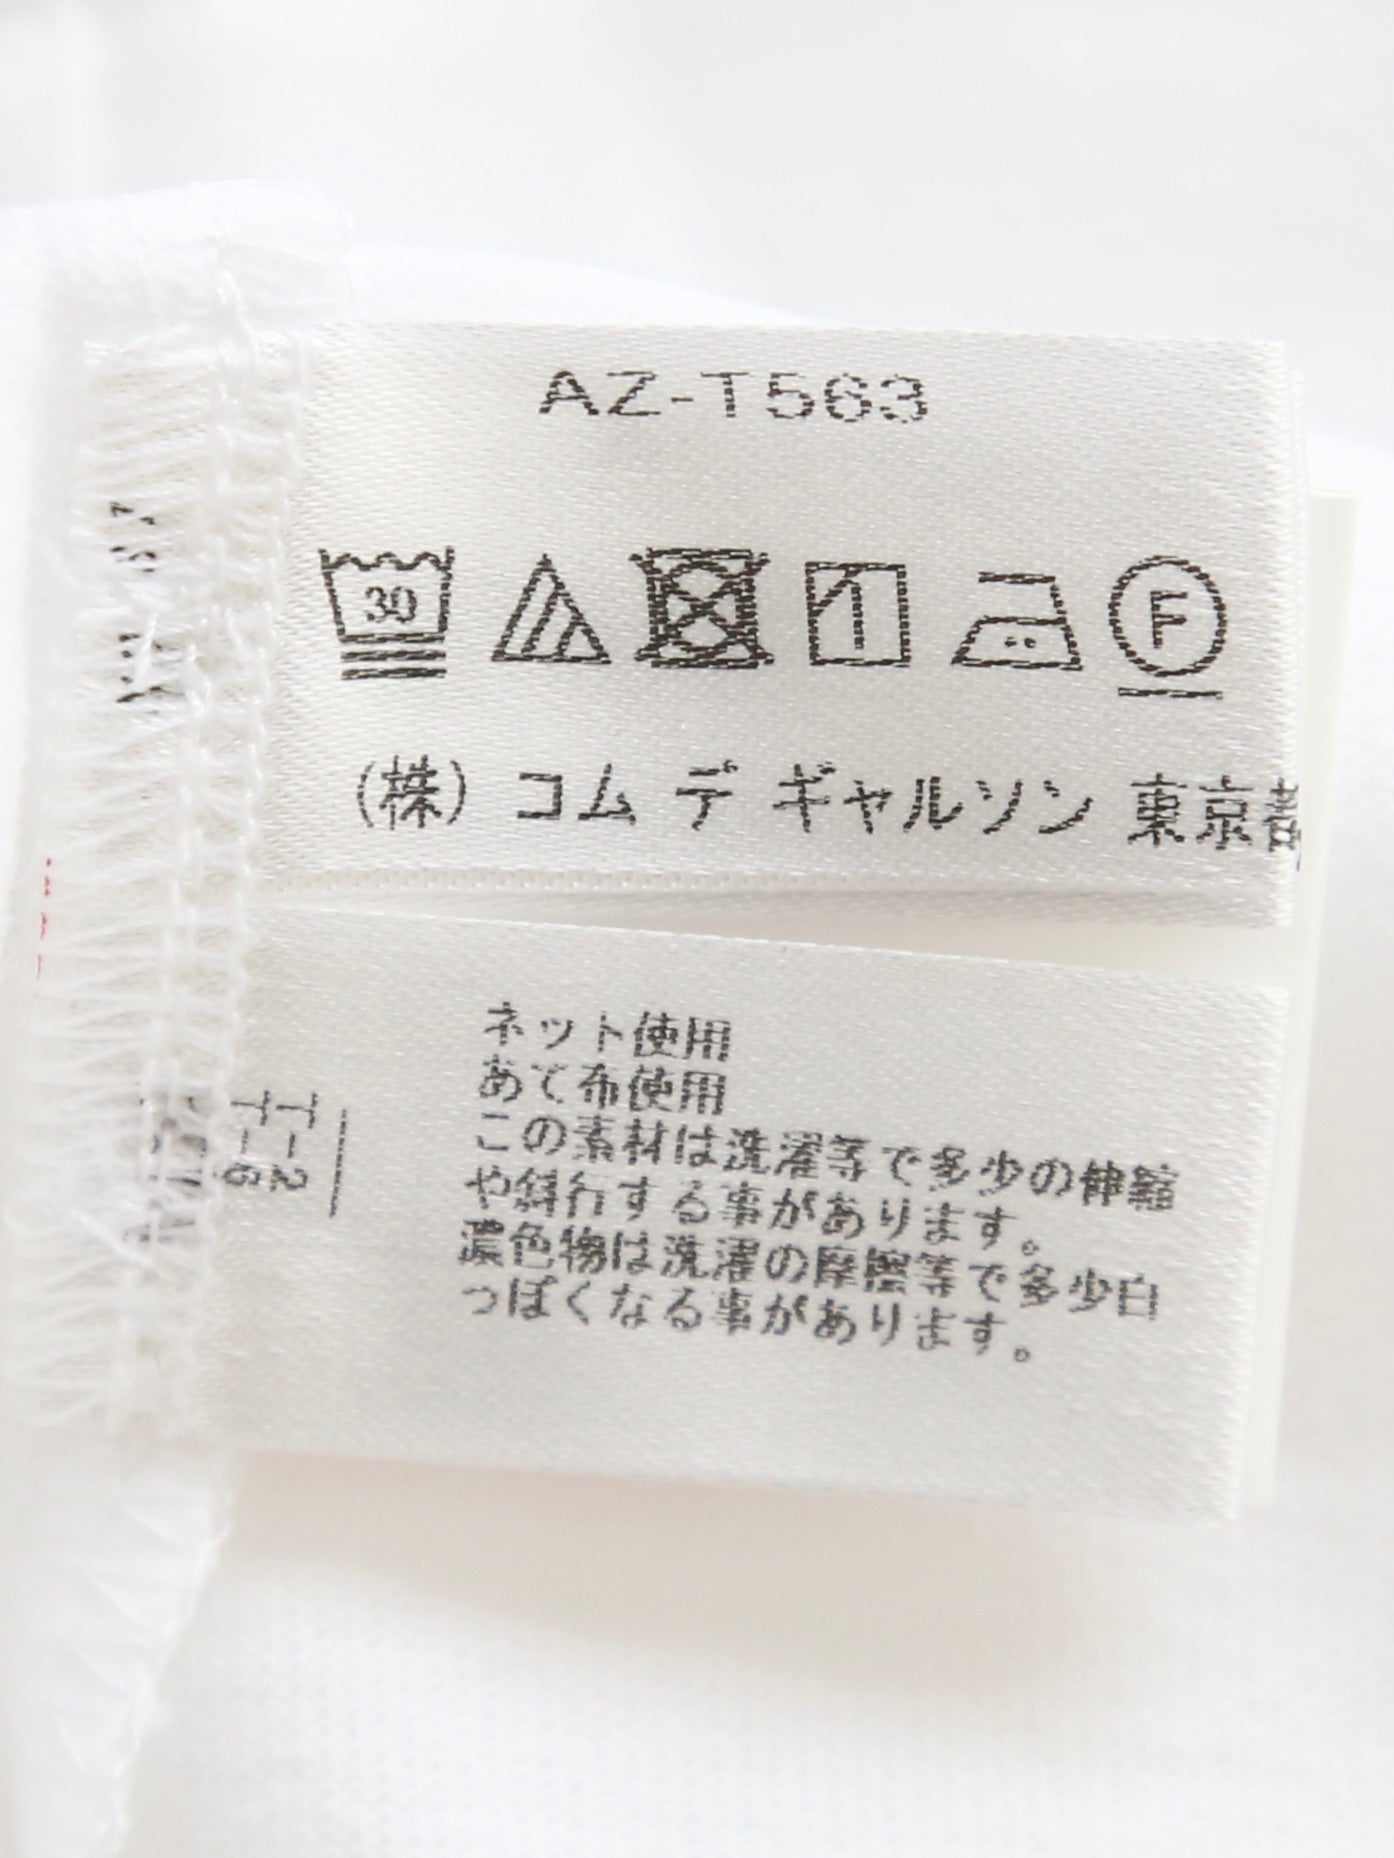 AZ-T563
30
F
(株) コム デ ギャルソン 東京
ネット使用
あて布使用
この素材は洗濯等で多少の伸縮
や斜行する事があります。
濃色物は洗濯の際摩擦等で多少白
っぽくなる事があります。
T-2
T-6